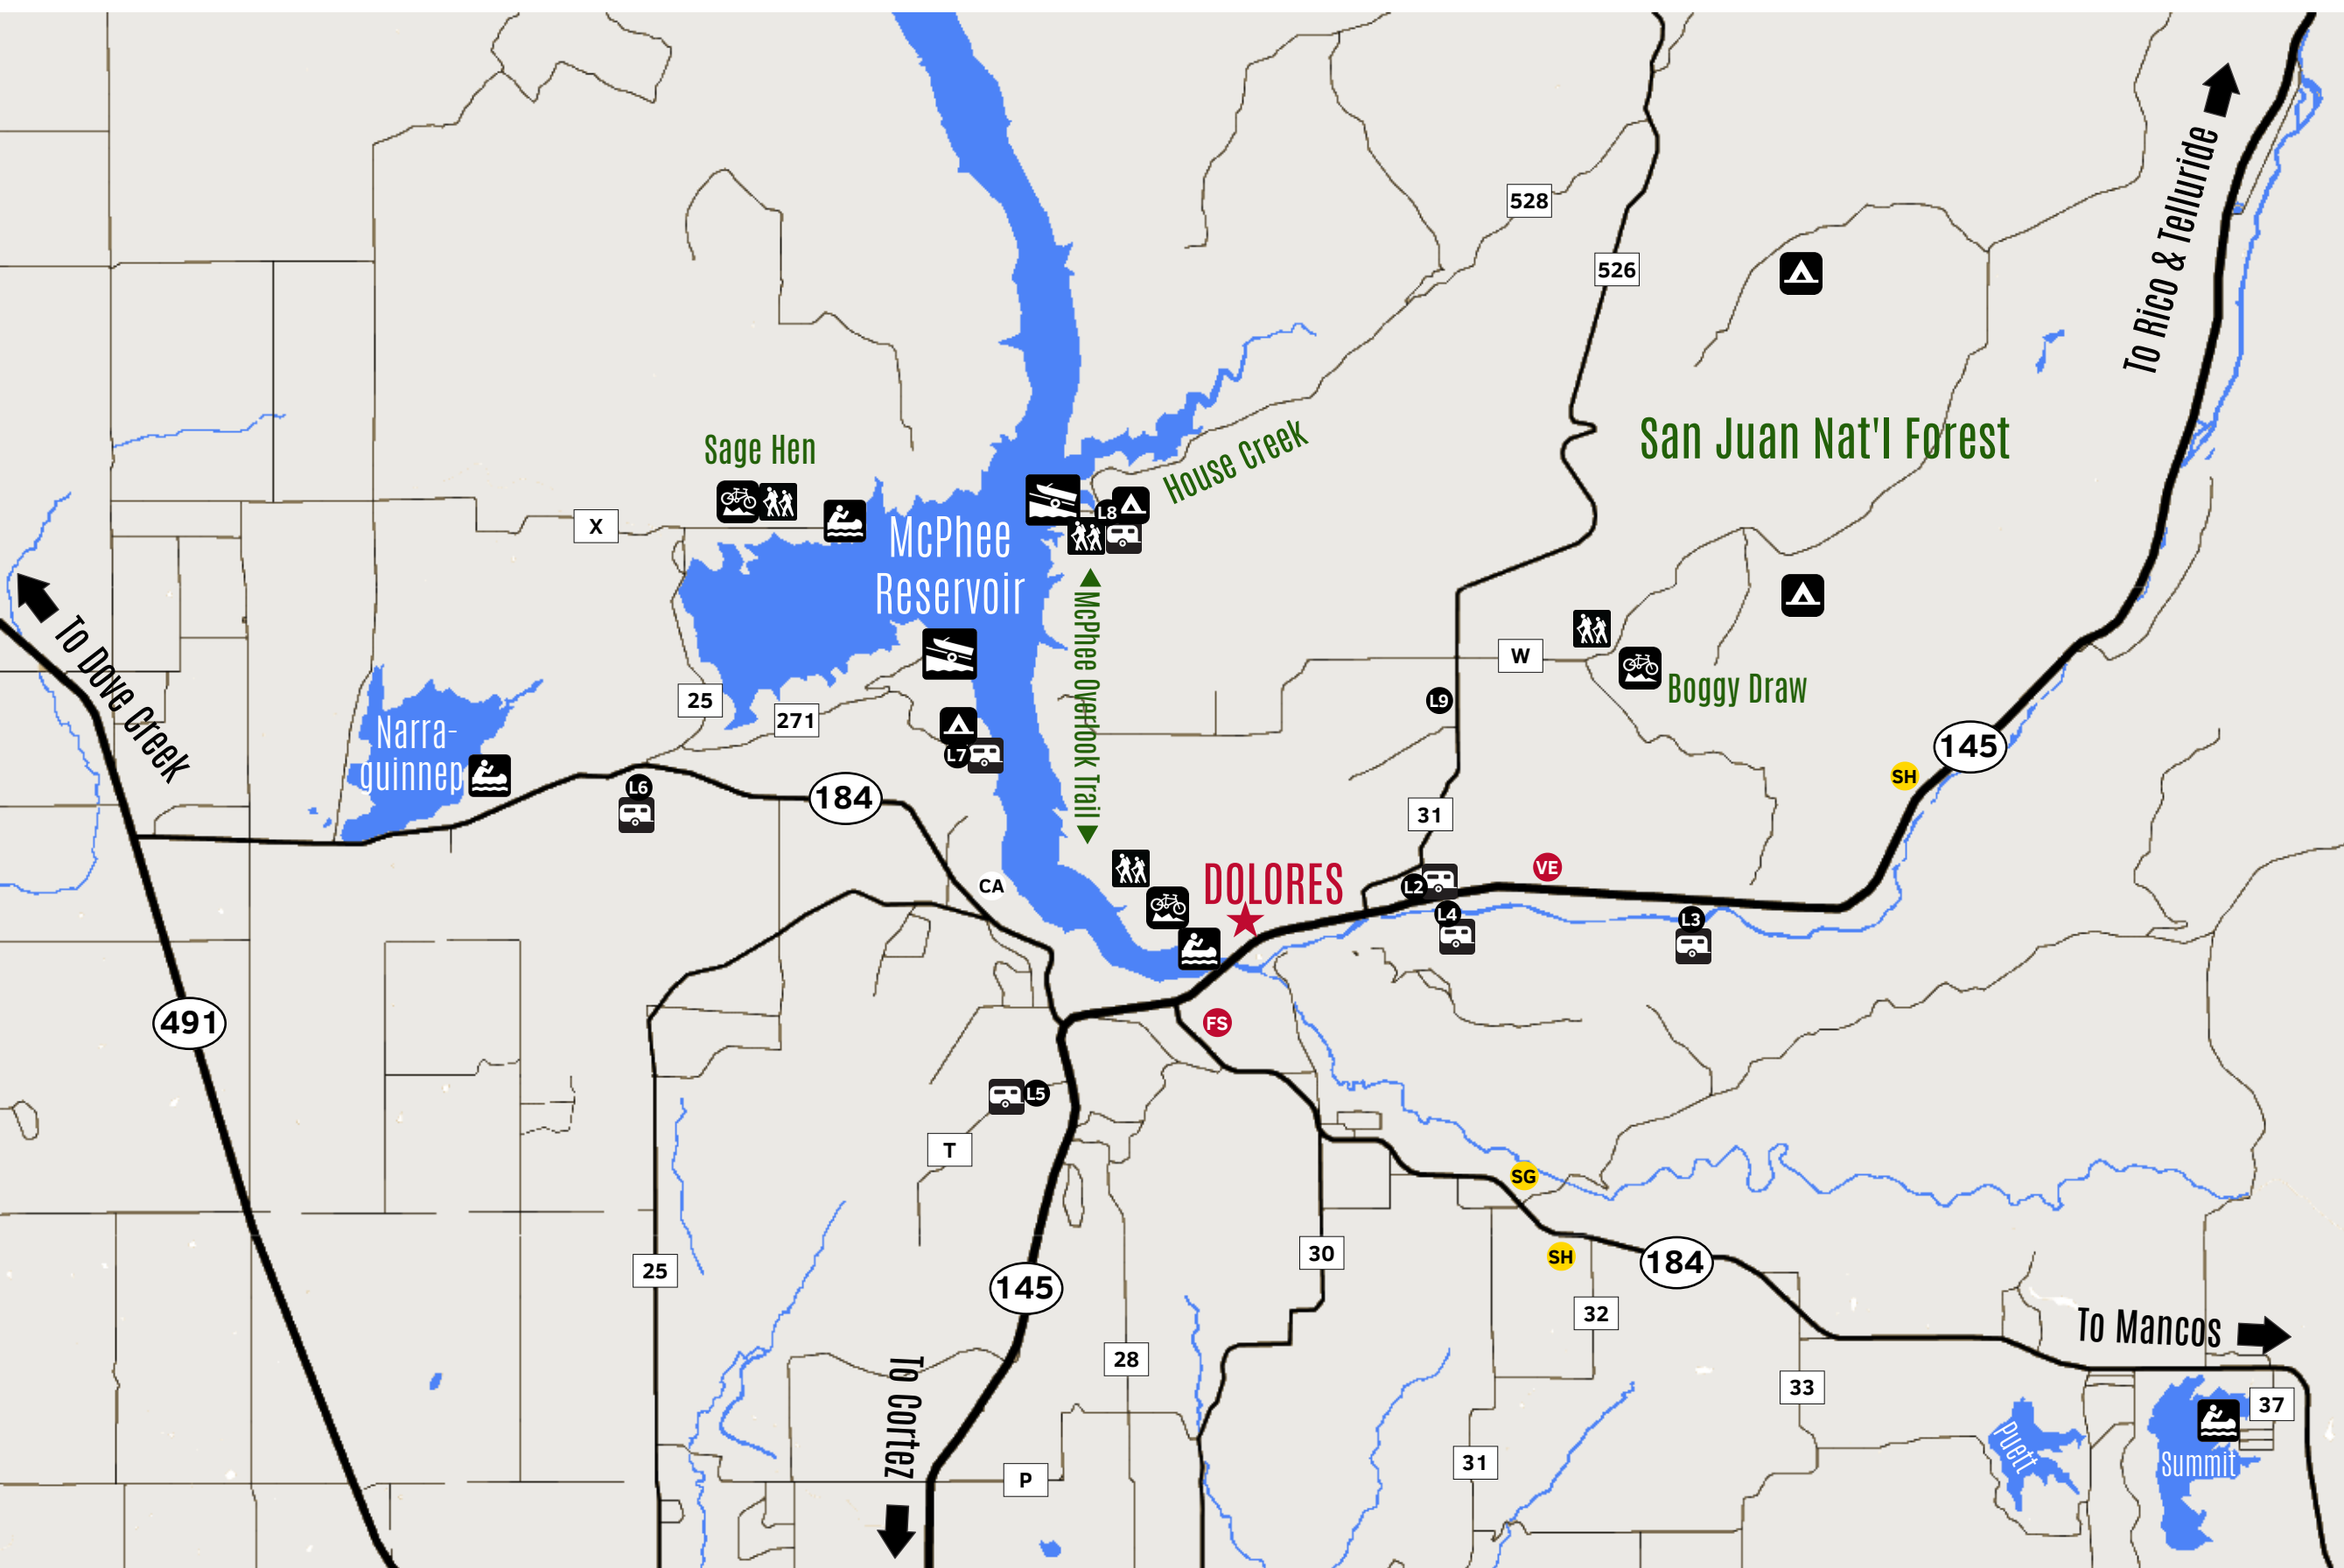 528
526
To Rico & Telluride
Sage Hen
House Creek
San Juan Nat'l Forest
L8
X
McPhee
Reservoir
To Dove Creek
McPhee Overlook Trail
W
Boggy Draw
25
271
L9
Narra-
guinnep
L7
145
SH
L6
184
31
CA
DOLORES
L2
VE
L4
L3
491
FS
L5
T
SG
30
SH
184
25
145
32
To Mancos
28
33
37
To Cortez
Puett
Summit
31
P